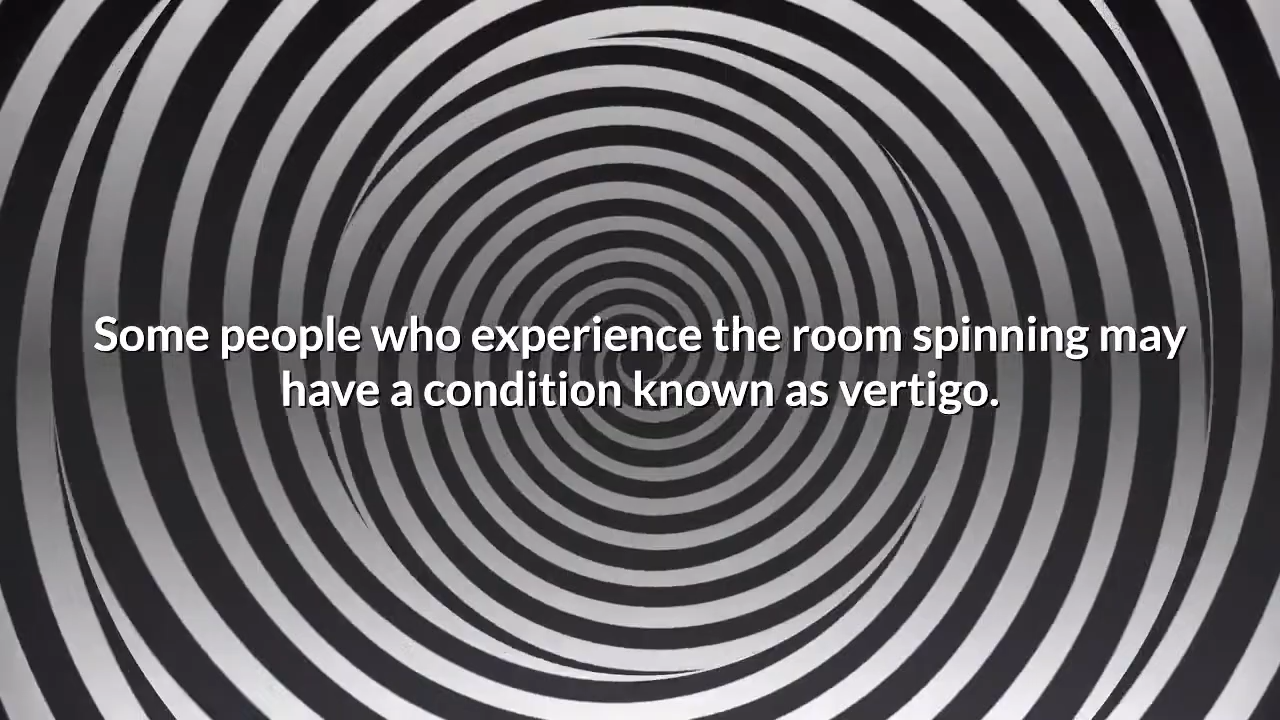 Some people who experience the room spinning may
have a condition known as vertigo.